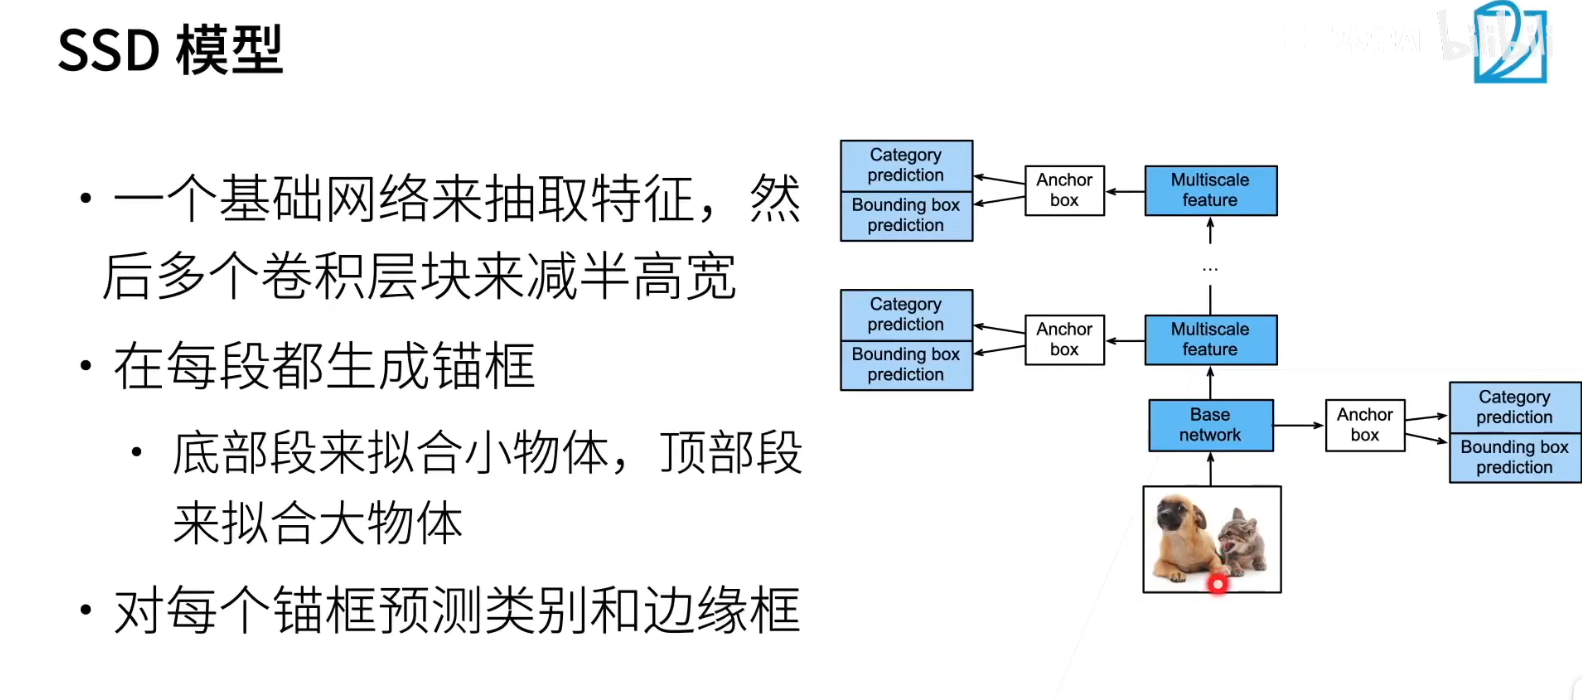 SSD 模型
bilibili
• 一个基础网络来抽取特征，然
后多个卷积层块来减半高宽
• 在每段都生成锚框
• 底部段来拟合小物体，顶部段
来拟合大物体
• 对每个锚框预测类别和边缘框
Category
prediction
Bounding box
prediction
Anchor
box
Multiscale
feature
...
Category
prediction
Bounding box
prediction
Anchor
box
Multiscale
feature
Base
network
Anchor
box
Category
prediction
Bounding box
prediction